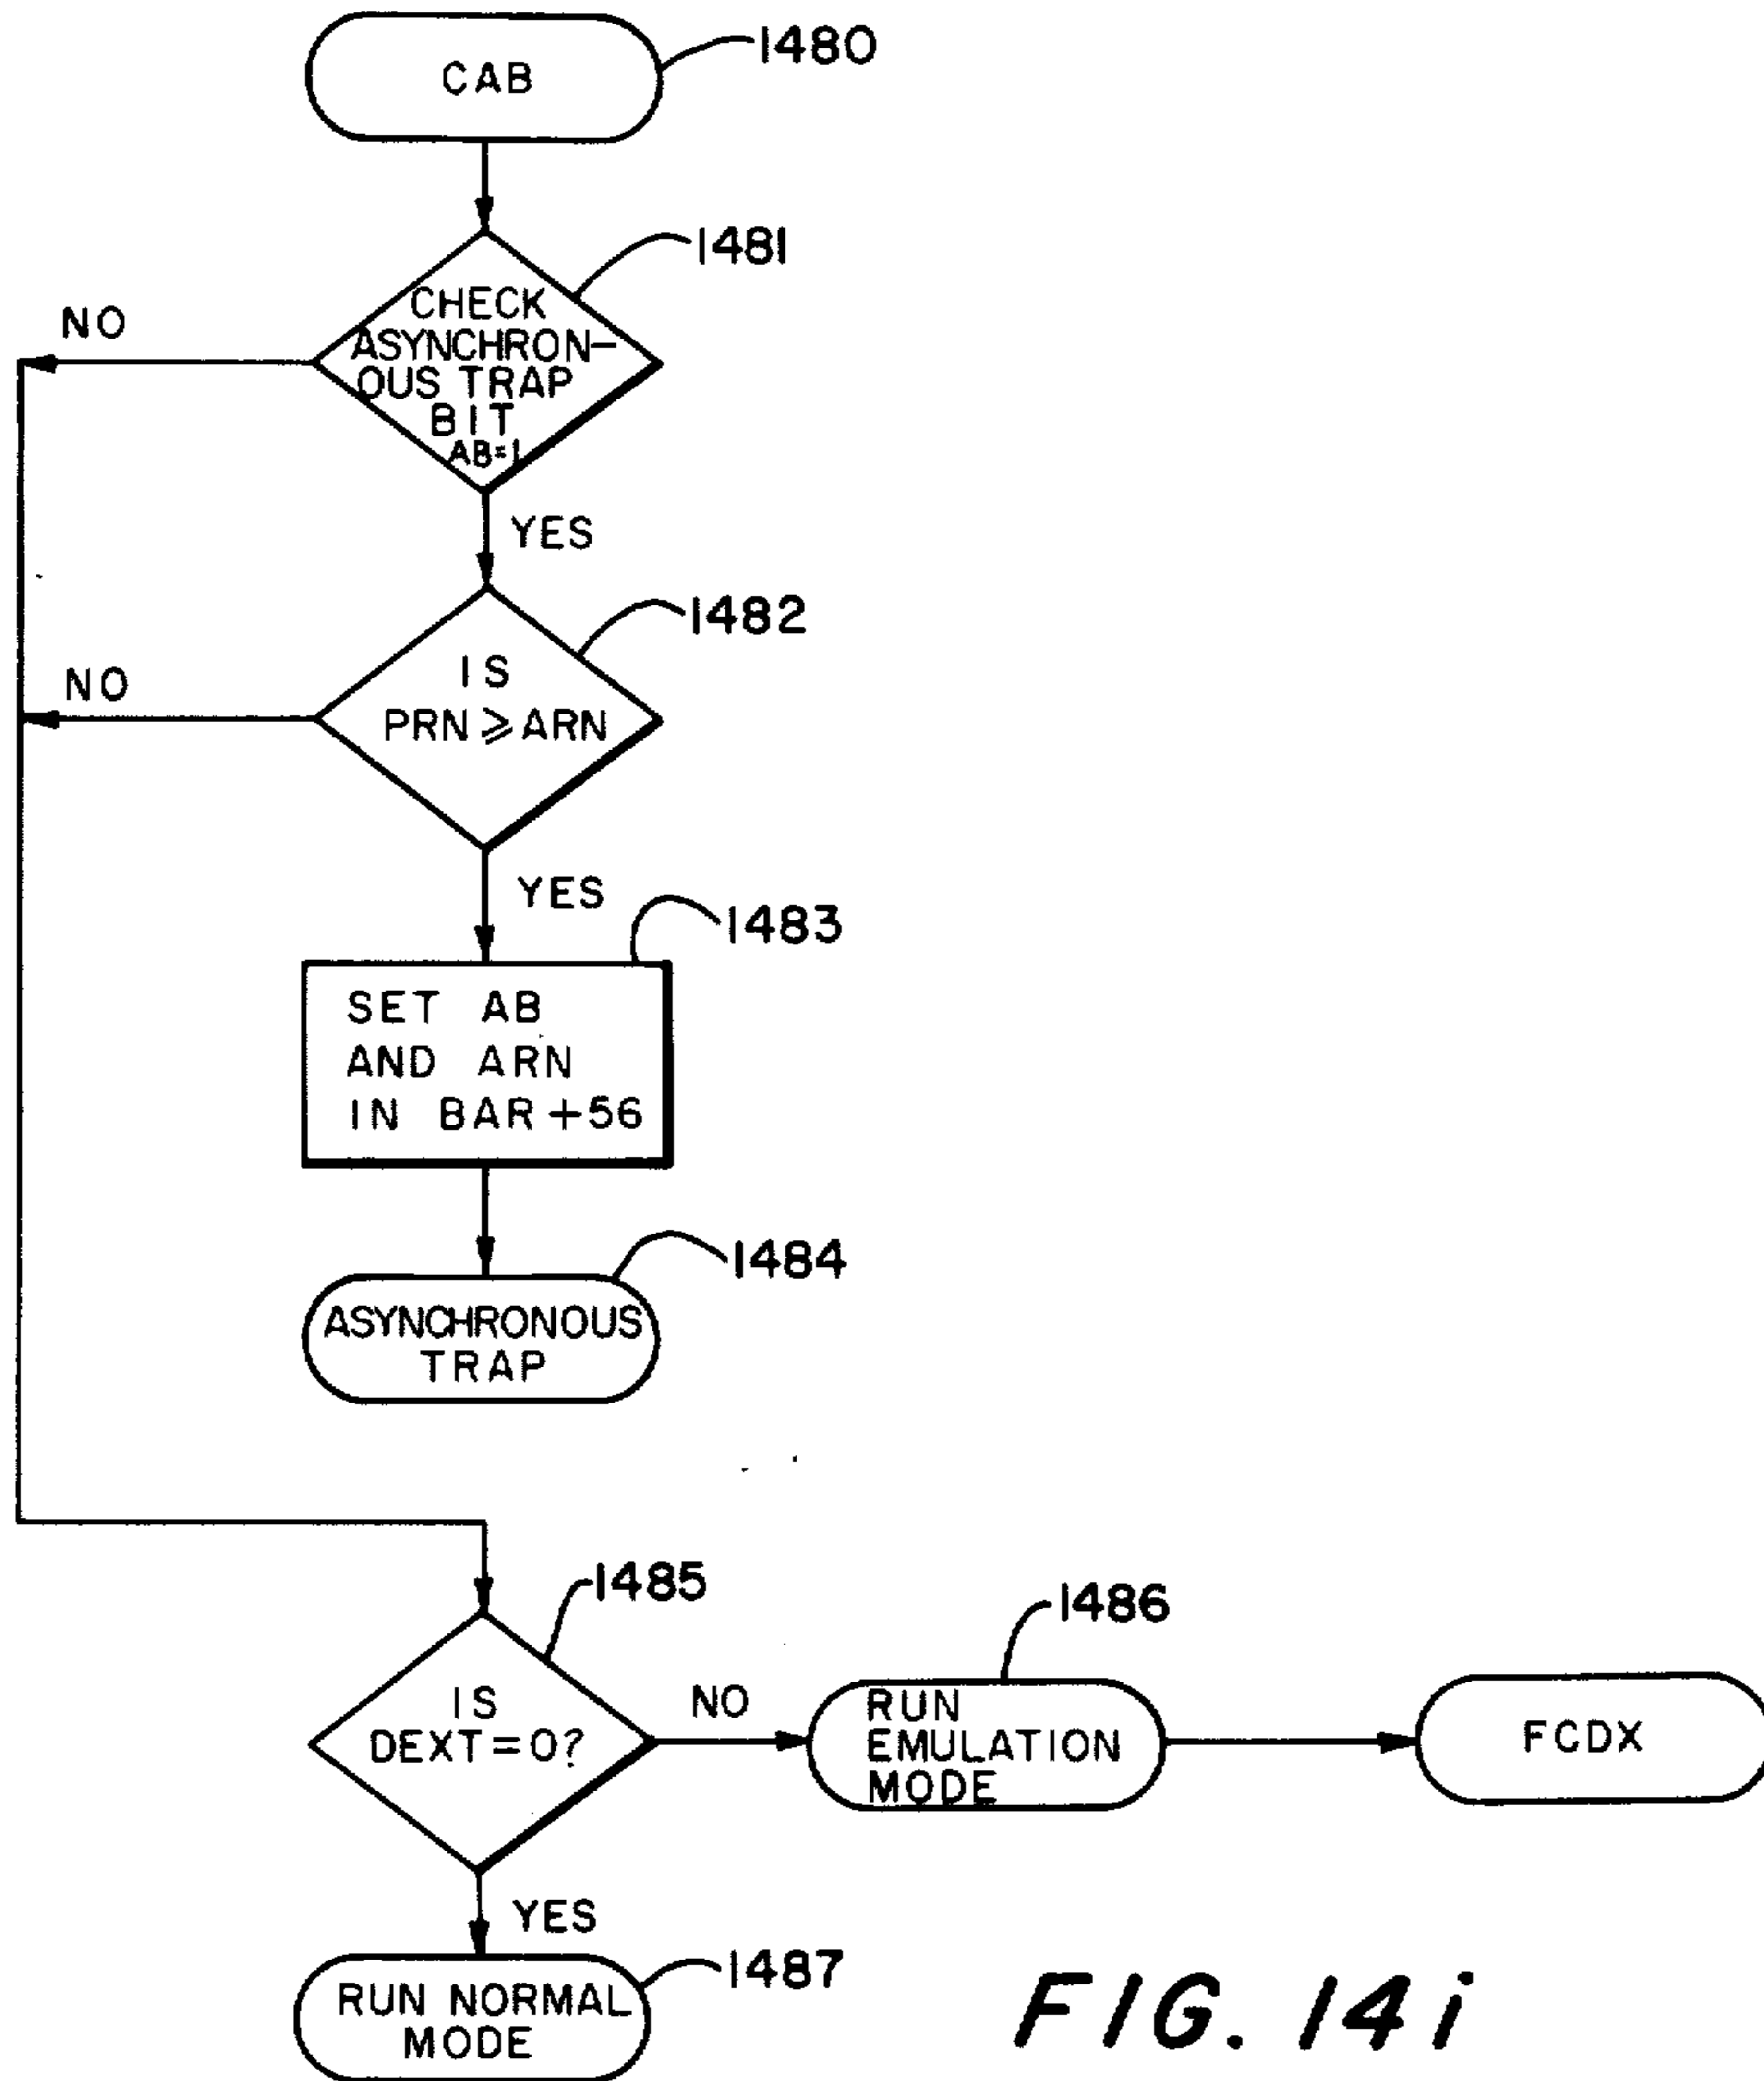 CAB
1480
CHECK
ASYNCHRON-
OUS TRAP
BIT
AB=1
1481
NO
YES
IS
PRN ⩾ ARN
1482
NO
YES
SET AB
AND ARN
IN BAR+56
1483
ASYNCHRONOUS
TRAP
1484
IS
DEXT=0?
1485
NO
RUN
EMULATION
MODE
1486
FCDX
YES
RUN NORMAL
MODE
1487
FIG. 14i